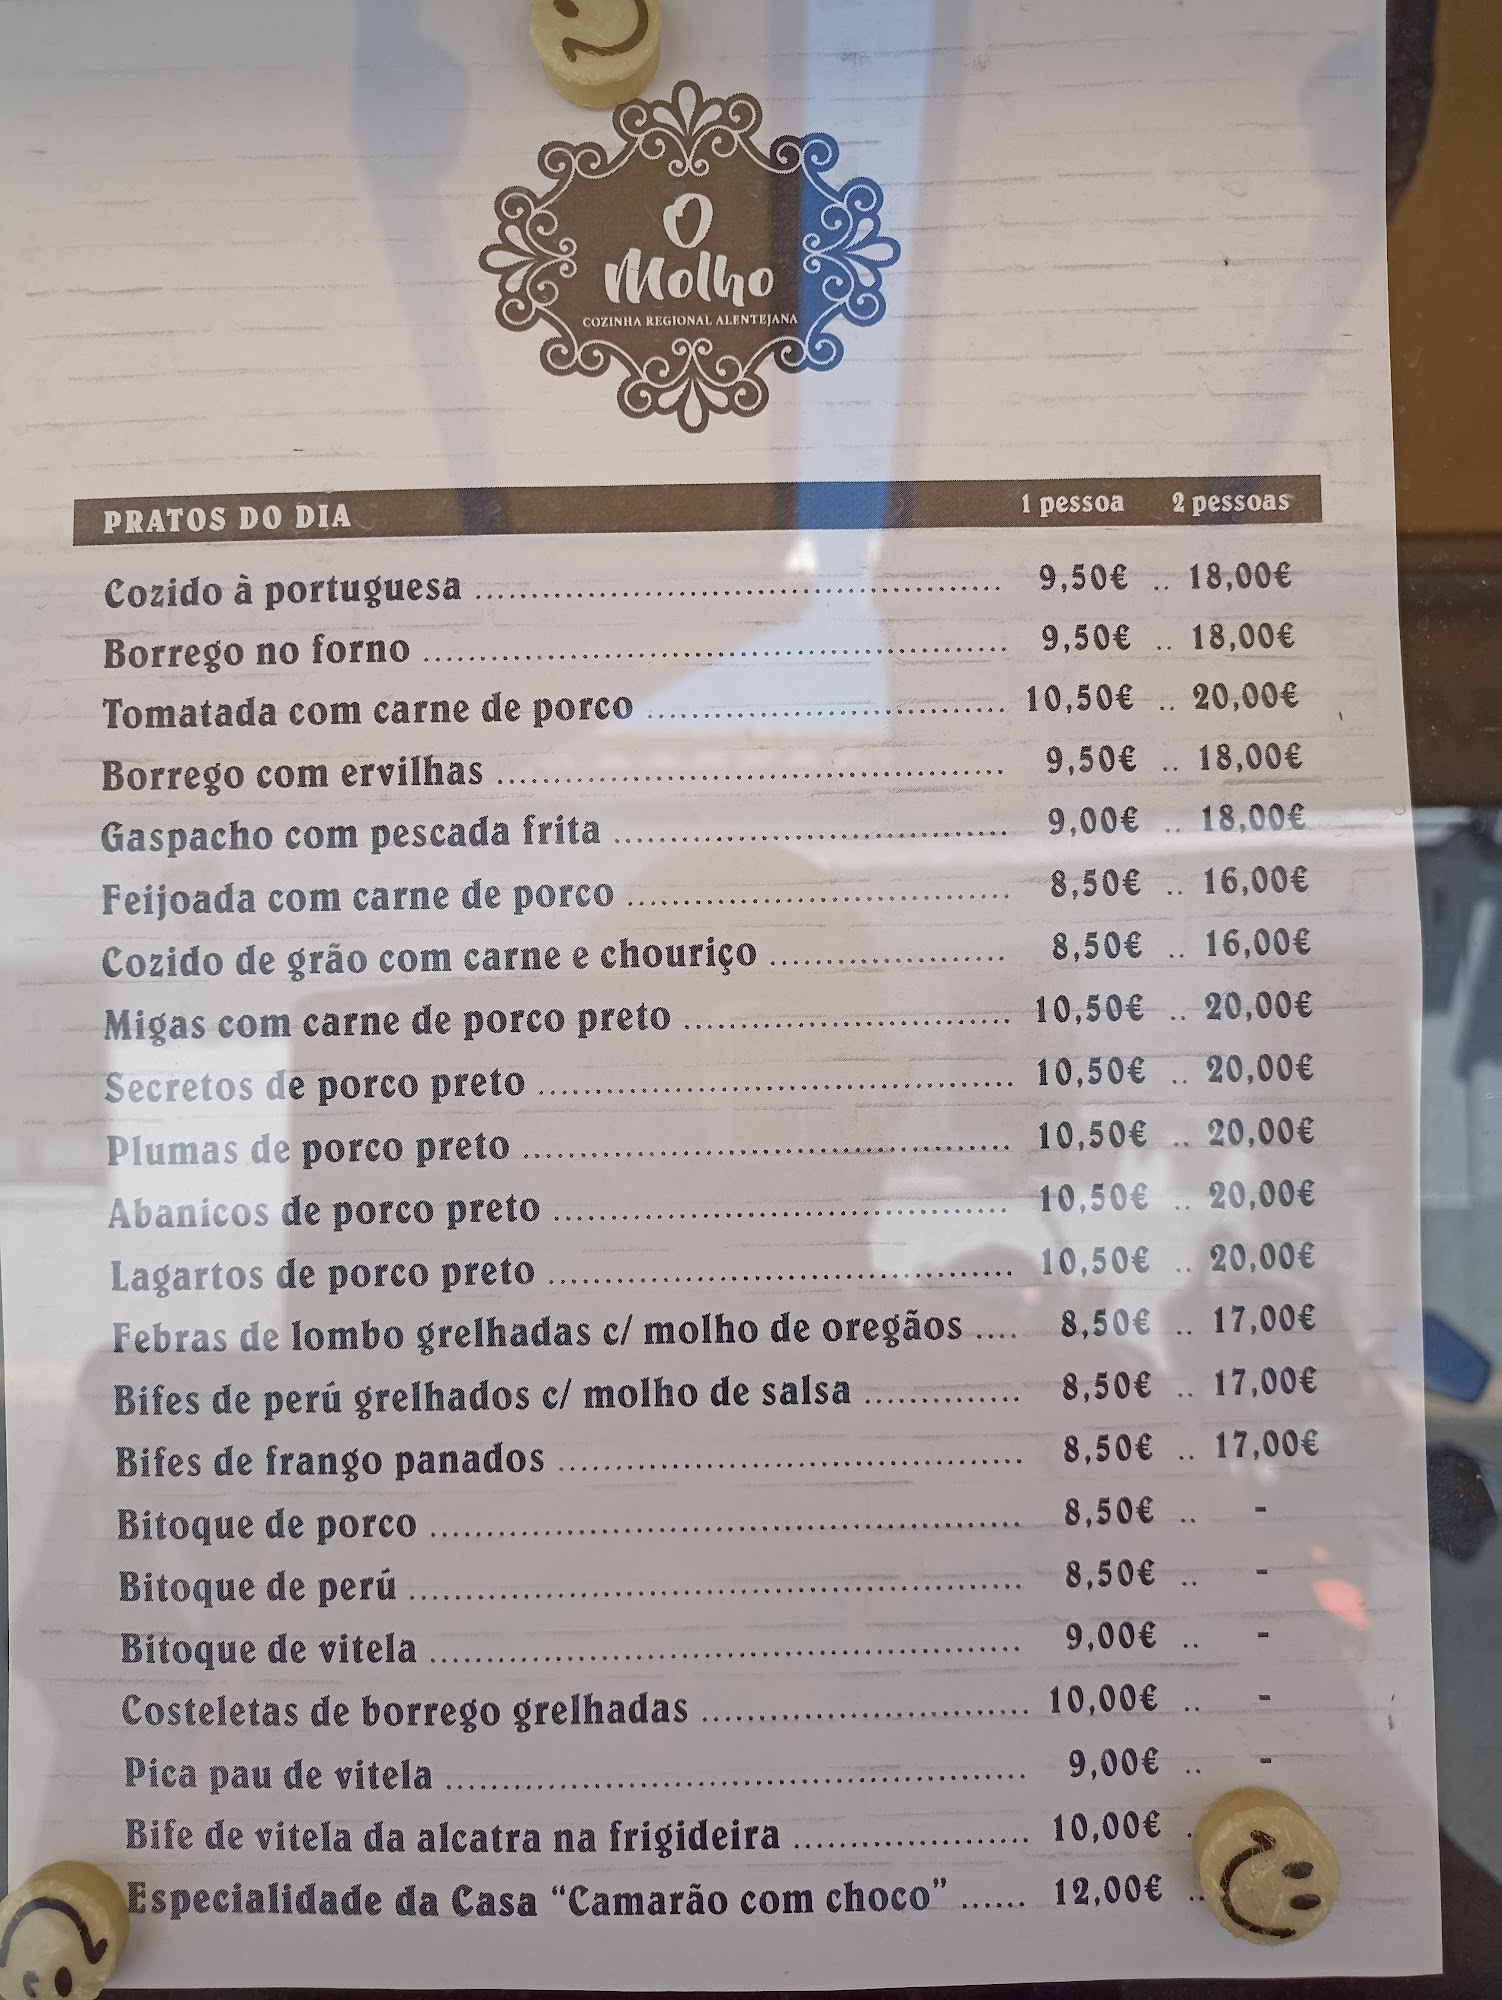 O
Molho
COZINHA REGIONAL ALENTEJANA
PRATOS DO DIA 1 pessoa 2 pessoas
Cozido à portuguesa ........ 9,50€ .. 18,00€
Borrego no forno ........ 9,50€ .. 18,00€
Tomatada com carne de porco ........ 10,50€ .. 20,00€
Borrego com ervilhas ........ 9,50€ .. 18,00€
Gaspacho com pescada frita ........ 9,00€ .. 18,00€
Feijoada com carne de porco ........ 8,50€ .. 16,00€
Cozido de grão com carne e chouriço ........ 8,50€ .. 16,00€
Migas com carne de porco preto ........ 10,50€ .. 20,00€
Secretos de porco preto ........ 10,50€ .. 20,00€
Plumas de porco preto ........ 10,50€ .. 20,00€
Abanicos de porco preto ........ 10,50€ .. 20,00€
Lagartos de porco preto ........ 10,50€ .. 20,00€
Febras de lombo grelhadas c/ molho de oregãos .... 8,50€ .. 17,00€
Bifes de perú grelhados c/ molho de salsa ........ 8,50€ .. 17,00€
Bifes de frango panados ........ 8,50€ .. 17,00€
Bitoque de porco ........ 8,50€ .. -
Bitoque de perú ........ 8,50€ .. -
Bitoque de vitela ........ 9,00€ .. -
Costeletas de borrego grelhadas ........ 10,00€ .. -
Pica pau de vitela ........ 9,00€ .. -
Bife de vitela da alcatra na frigideira ........ 10,00€ .
Especialidade da Casa “Camarão com choco” ...... 12,00€ ..